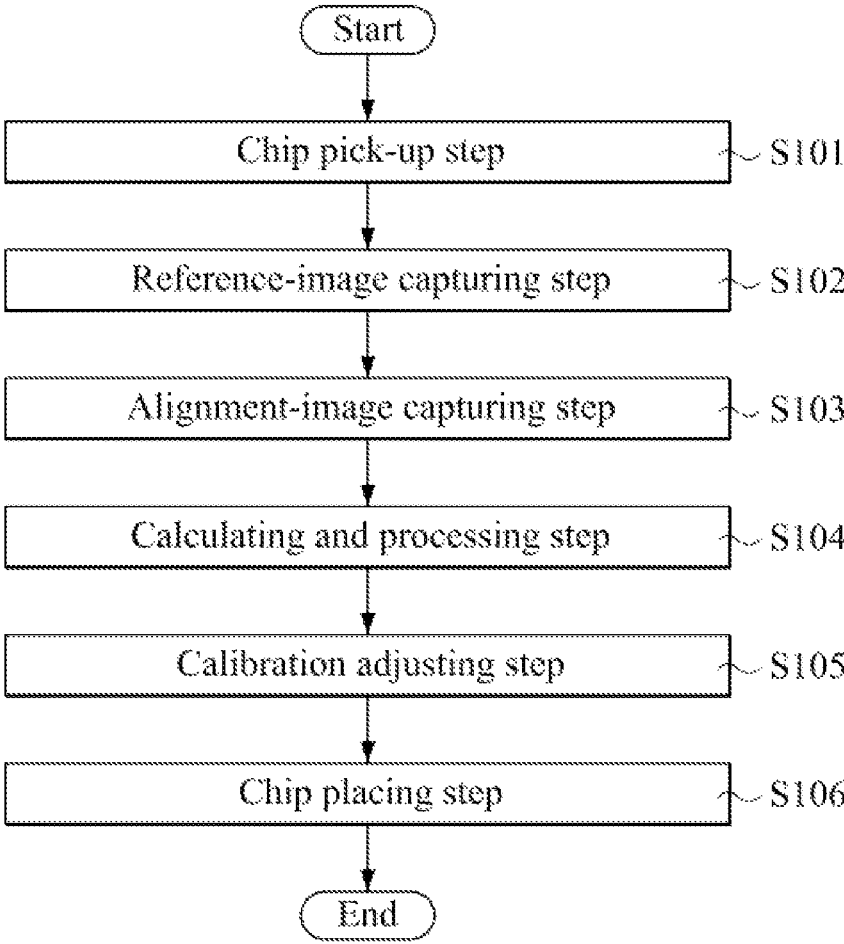 Start
Chip pick-up step S101
Reference-image capturing step S102
Alignment-image capturing step S103
Calculating and processing step S104
Calibration adjusting step S105
Chip placing step S106
End